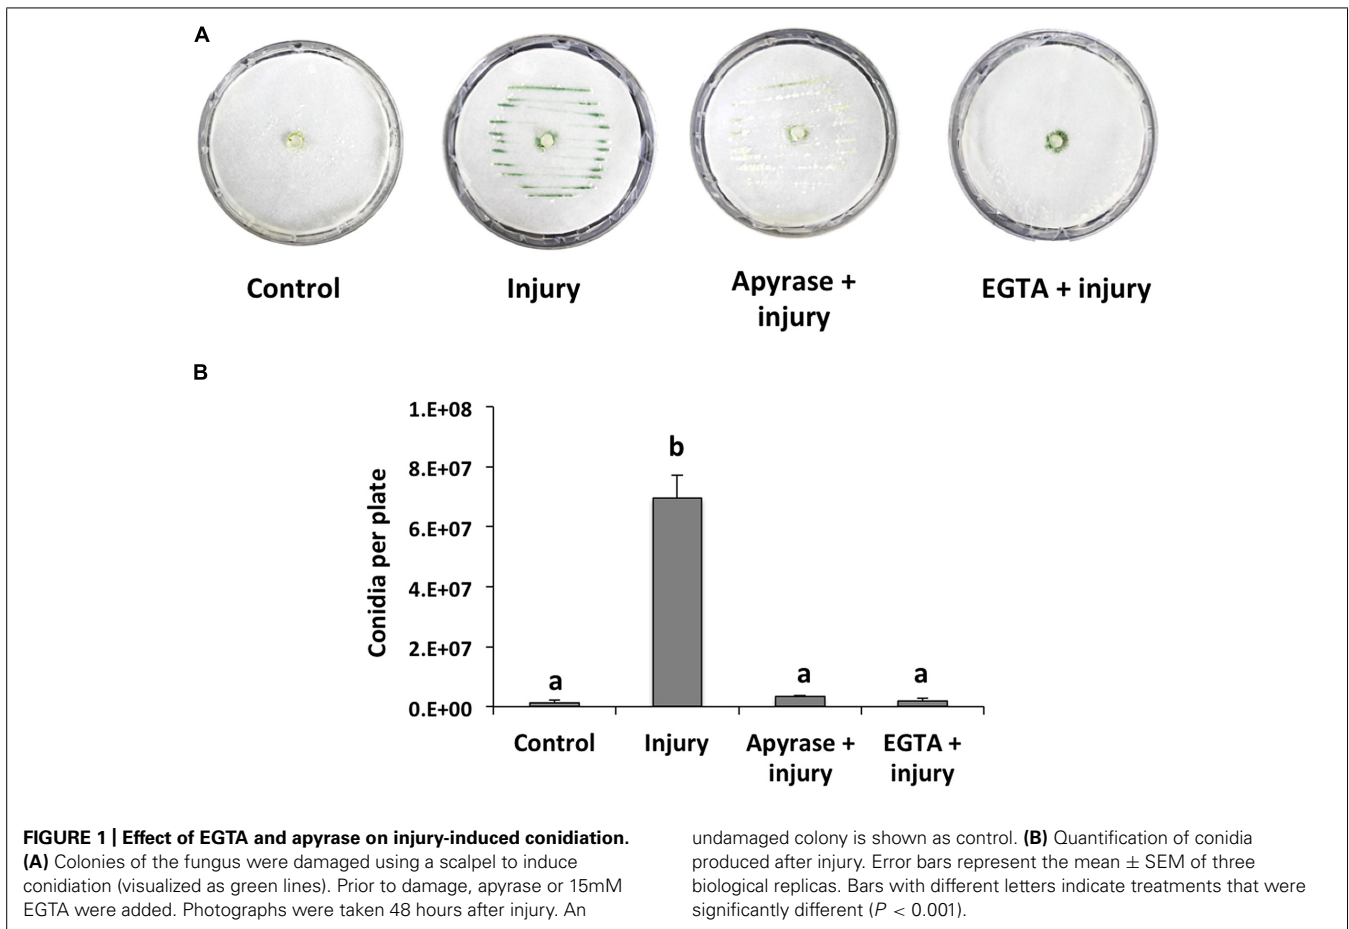 A
Control
Injury
Apyrase +
injury
EGTA + injury
B
Conidia per plate
1.E+08
8.E+07
6.E+07
4.E+07
2.E+07
0.E+00
a
b
a
a
Control
Injury
Apyrase +
injury
EGTA +
injury
FIGURE 1 | Effect of EGTA and apyrase on injury-induced conidiation.
(A) Colonies of the fungus were damaged using a scalpel to induce
conidiation (visualized as green lines). Prior to damage, apyrase or 15mM
EGTA were added. Photographs were taken 48 hours after injury. An
undamaged colony is shown as control. (B) Quantification of conidia
produced after injury. Error bars represent the mean ± SEM of three
biological replicas. Bars with different letters indicate treatments that were
significantly different (P < 0.001).